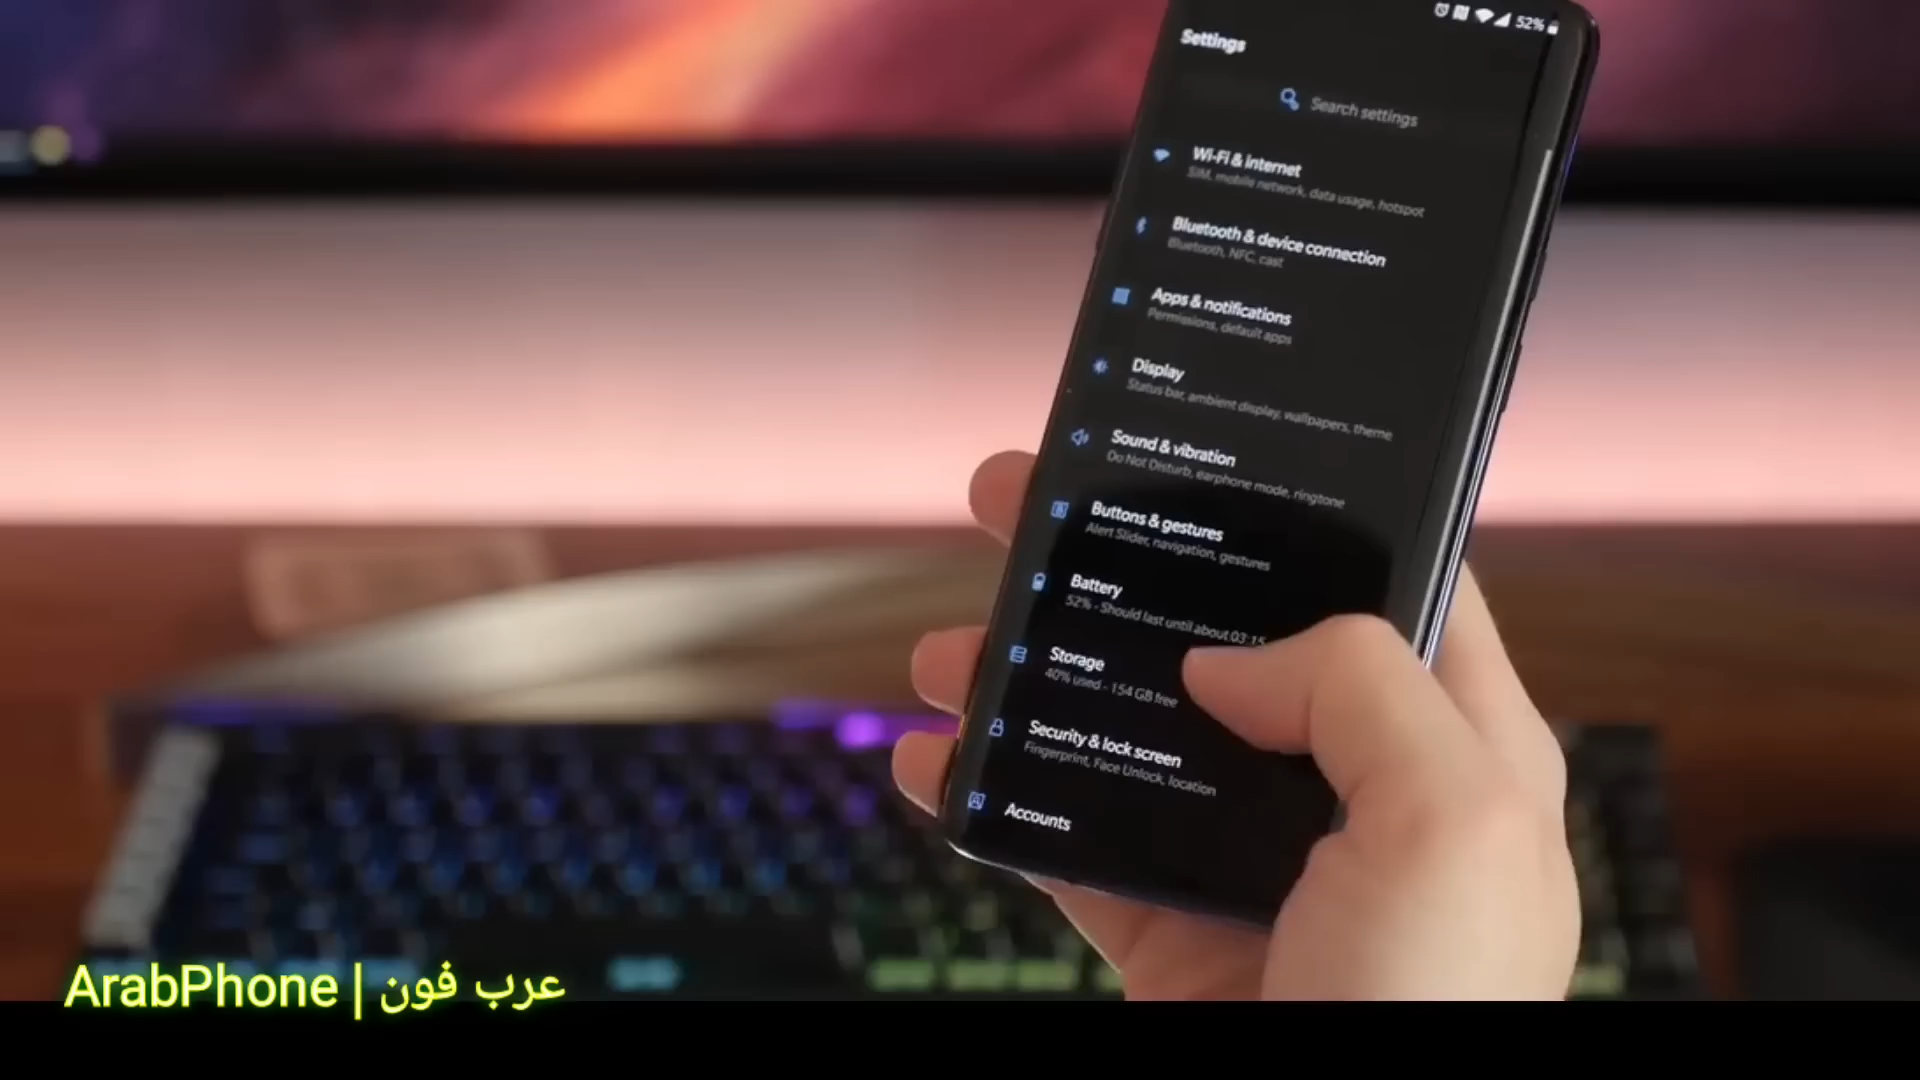 52%
Settings
Search settings
Wi-Fi & internet
SIM, mobile network, data usage, hotspot
Bluetooth & device connection
Bluetooth, NFC, cast
Apps & notifications
Permissions, default apps
Display
Status bar, ambient display, wallpapers, theme
Sound & vibration
Do Not Disturb, earphone mode, ringtone
Buttons & gestures
Alert Slider, navigation, gestures
Battery
52% - Should last until about 03:15
Storage
40% used - 154 GB free
Security & lock screen
Fingerprint, Face Unlock, location
Accounts
ArabPhone | عرب فون